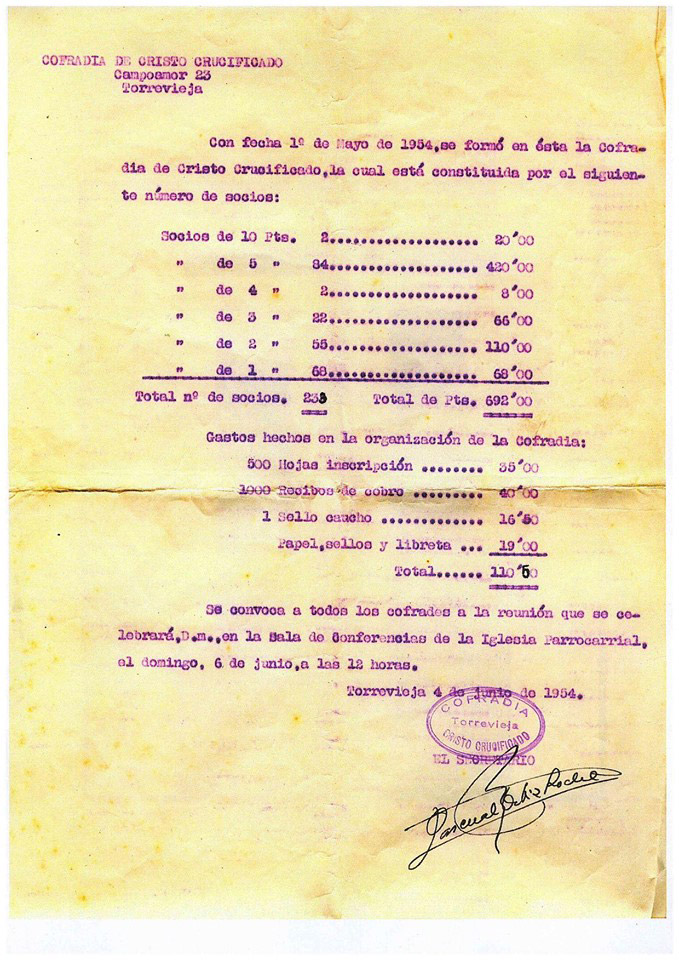 COFRADIA DE CRISTO CRUCIFICADO
Campoamor 23
Torrevieja
Con fecha 1º de Mayo de 1954,se formó en ésta la Cofra-
dia de Cristo Crucificado,la cual está constituida por el siguien-
te número de socios:
Socios de 10 Pts. 2................... 20'00
" de 5 " 84................... 420'00
" de 4 " 2................... 8'00
" de 3 " 22................... 66'00
" de 2 " 55................... 110'00
" de 1 " 68................... 68'00
Total nº de socios. 233 Total de Pts. 692'00
Gastos hechos en la organización de la Cofradia:
500 Hojas inscripción ........ 35'00
1000 Recibos de cobro ......... 40'00
1 Sello caucho ............. 16'50
Papel,sellos y libreta ... 19'00
Total...... 110'50
Se convoca a todos los cofrades a la reunión que se ce-
lebrará,D.m.,en la Sala de Conferencias de la Iglesia Parrocarrial,
el domingo, 6 de junio,a las 12 horas.
Torrevieja 4 de junio de 1954.
COFRADIA
Torrevieja
CRISTO CRUCIFICADO
EL SECRETARIO
Pascual Ortiz